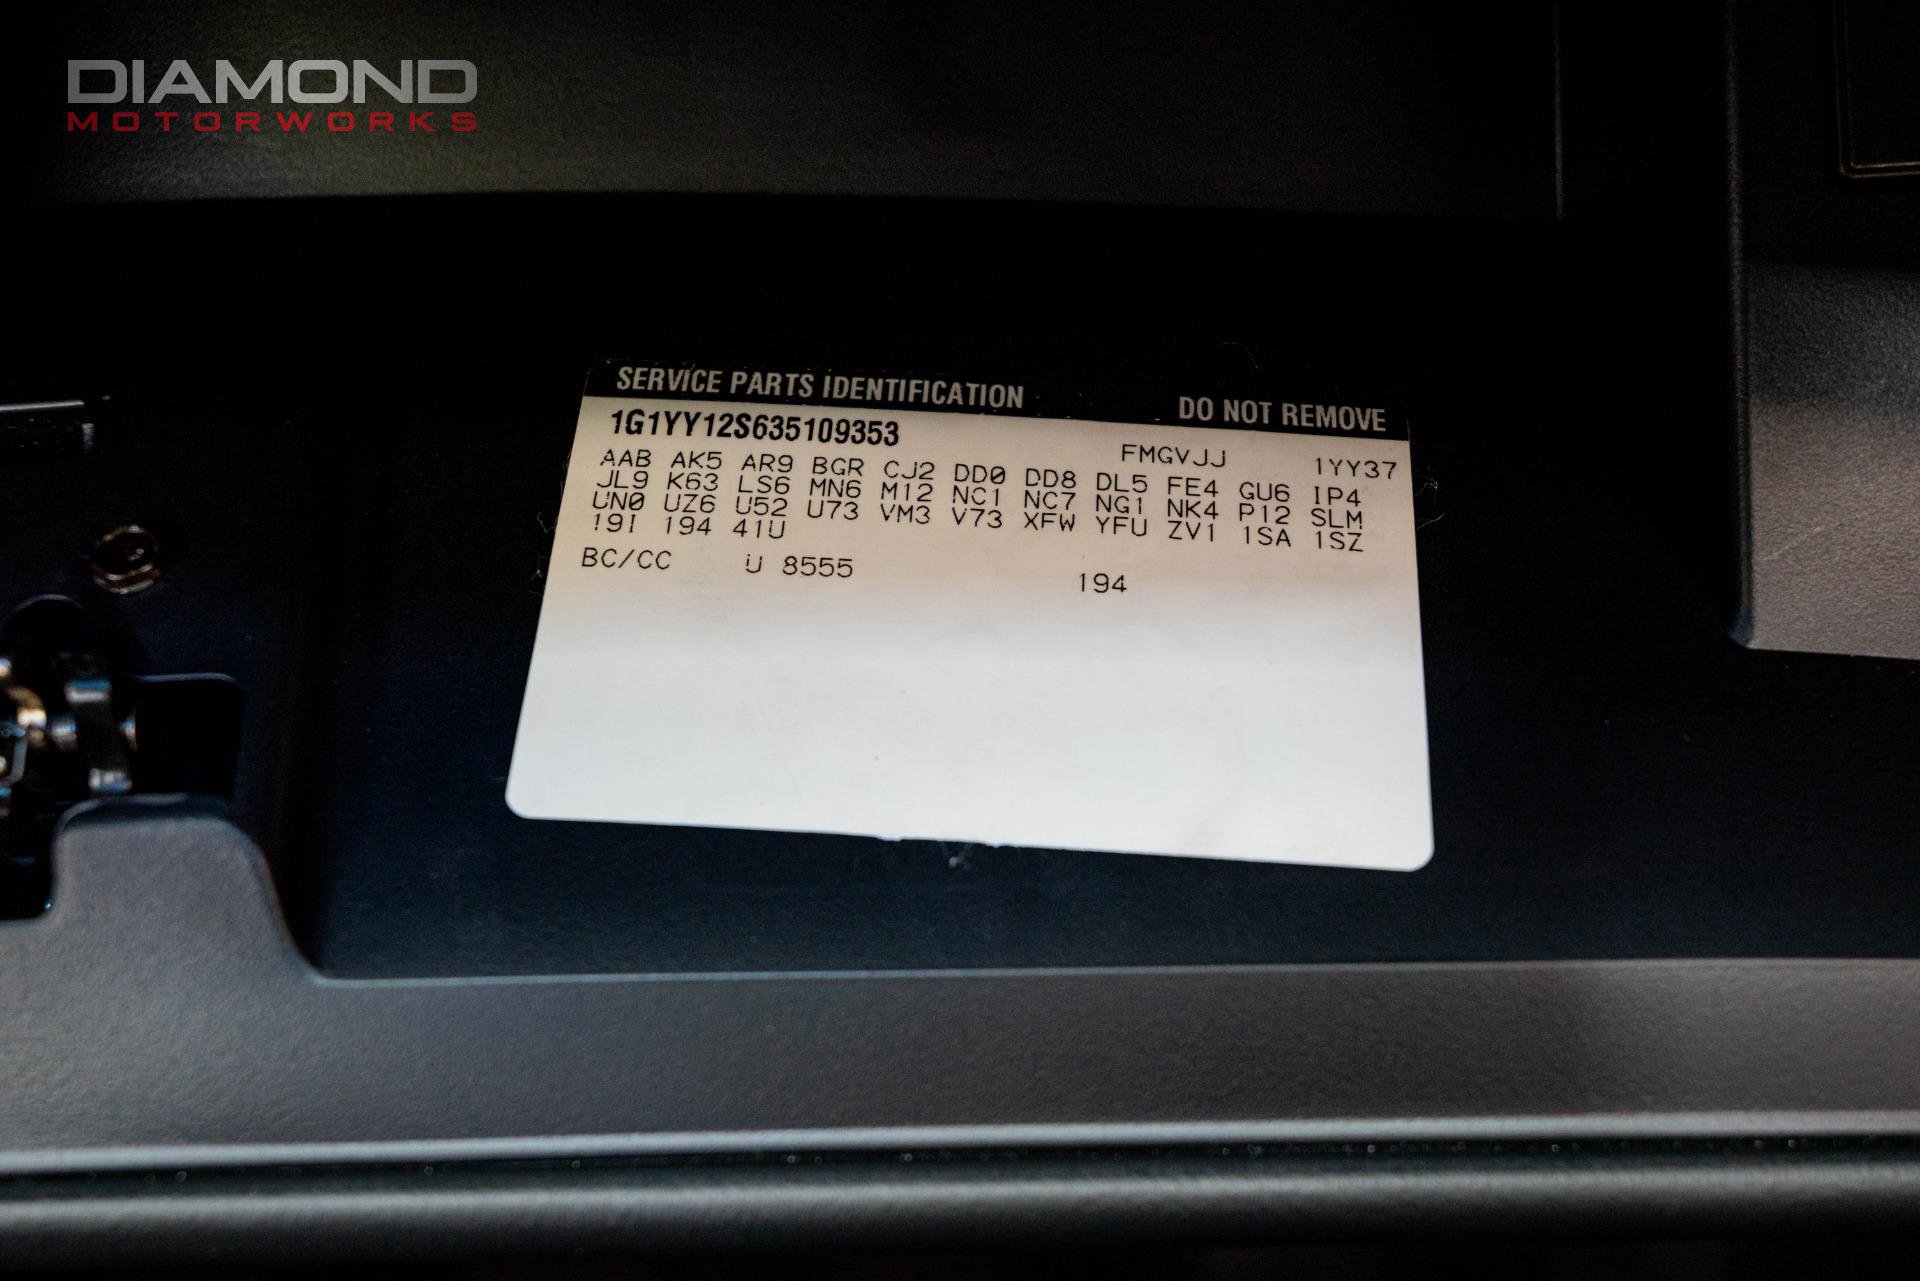 DIAMOND
MOTORWORKS
SERVICE PARTS IDENTIFICATION DO NOT REMOVE
1G1YY12S635109353 FMGVJJ 1YY37
AAB AK5 AR9 BGR CJ2 DD0 DD8 DL5 FE4 GU6 IP4
JL9 K63 LS6 MN6 M12 NC1 NC7 NG1 NK4 P12 SLM
UN0 UZ6 U52 U73 VM3 V73 XFW YFU ZV1 1SA 1SZ
19I 194 41U
BC/CC U 8555 194